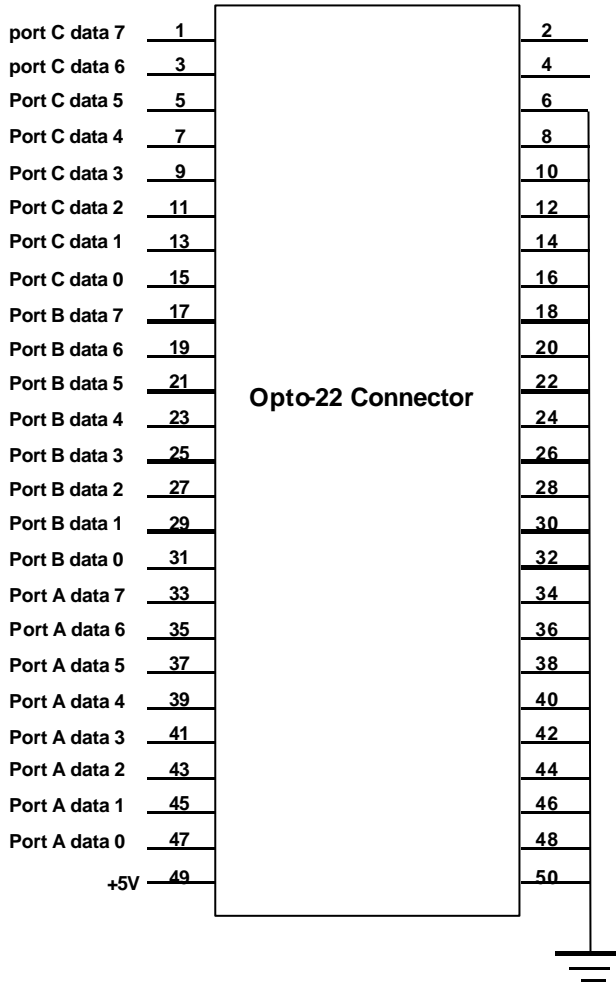 port C data 7 1 2
port C data 6 3 4
Port C data 5 5 6
Port C data 4 7 8
Port C data 3 9 10
Port C data 2 11 12
Port C data 1 13 14
Port C data 0 15 16
Port B data 7 17 18
Port B data 6 19 20
Port B data 5 21 22
Opto-22 Connector
Port B data 4 23 24
Port B data 3 25 26
Port B data 2 27 28
Port B data 1 29 30
Port B data 0 31 32
Port A data 7 33 34
Port A data 6 35 36
Port A data 5 37 38
Port A data 4 39 40
Port A data 3 41 42
Port A data 2 43 44
Port A data 1 45 46
Port A data 0 47 48
+5V 49 50